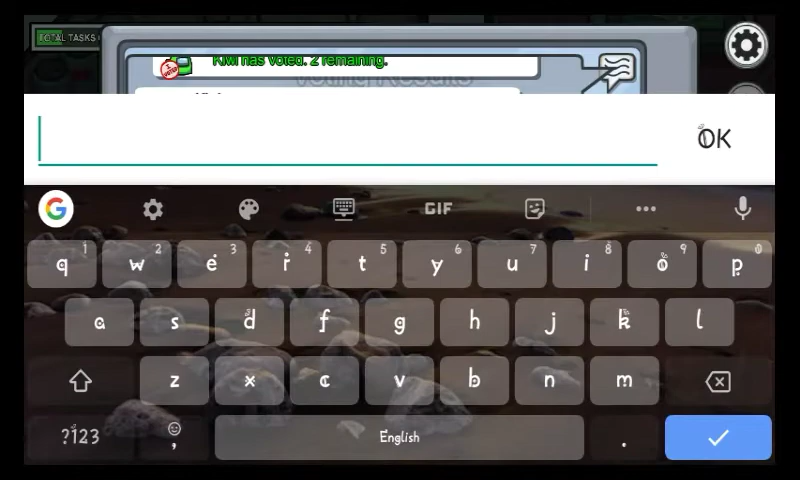 TOTAL TASKS
Kiwi has voted. 2 remaining.
Voting Results
OK
G GIF
q 1 w 2 e 3 r 4 t 5 y 6 u 7 i 8 o 9 p 0
a s d f g h j k l
z x c v b n m
?123 , English .